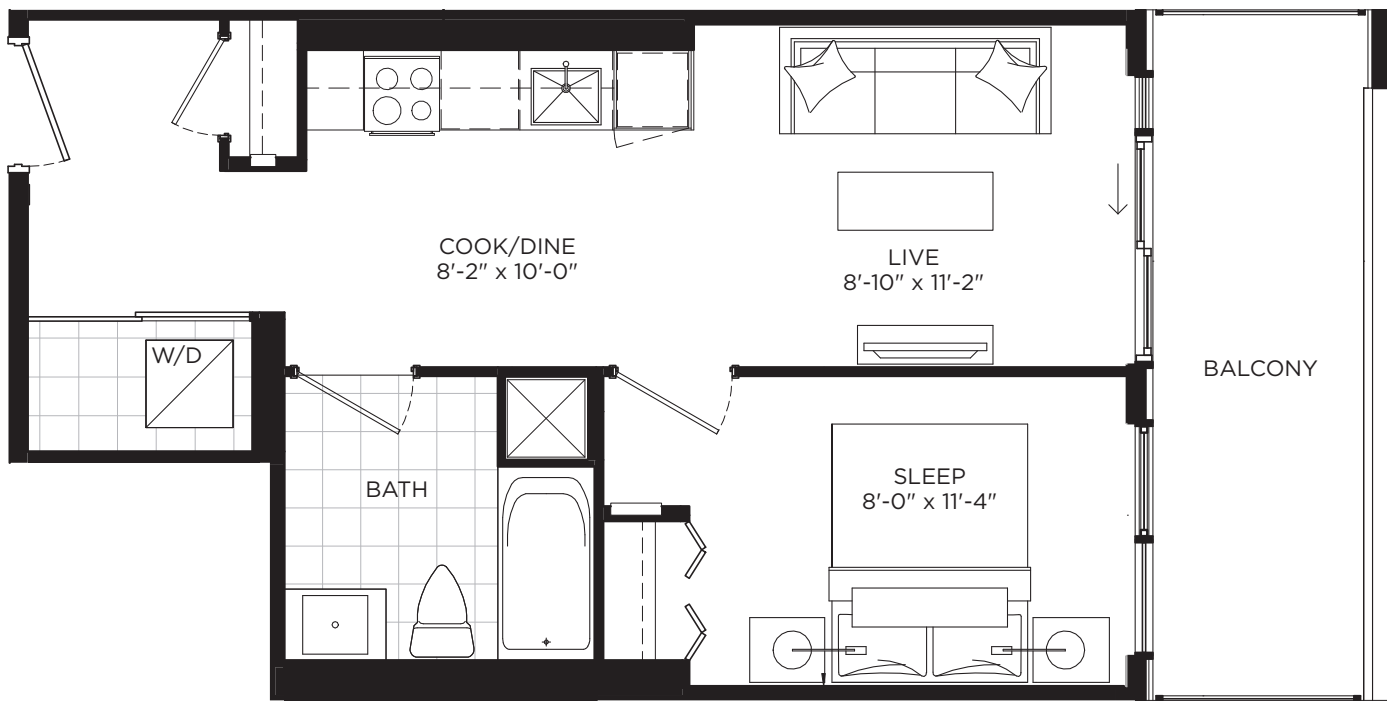 COOK/DINE
8'-2" x 10'-0"
LIVE
8'-10" x 11'-2"
W/D
BALCONY
BATH
SLEEP
8'-0" x 11'-4"